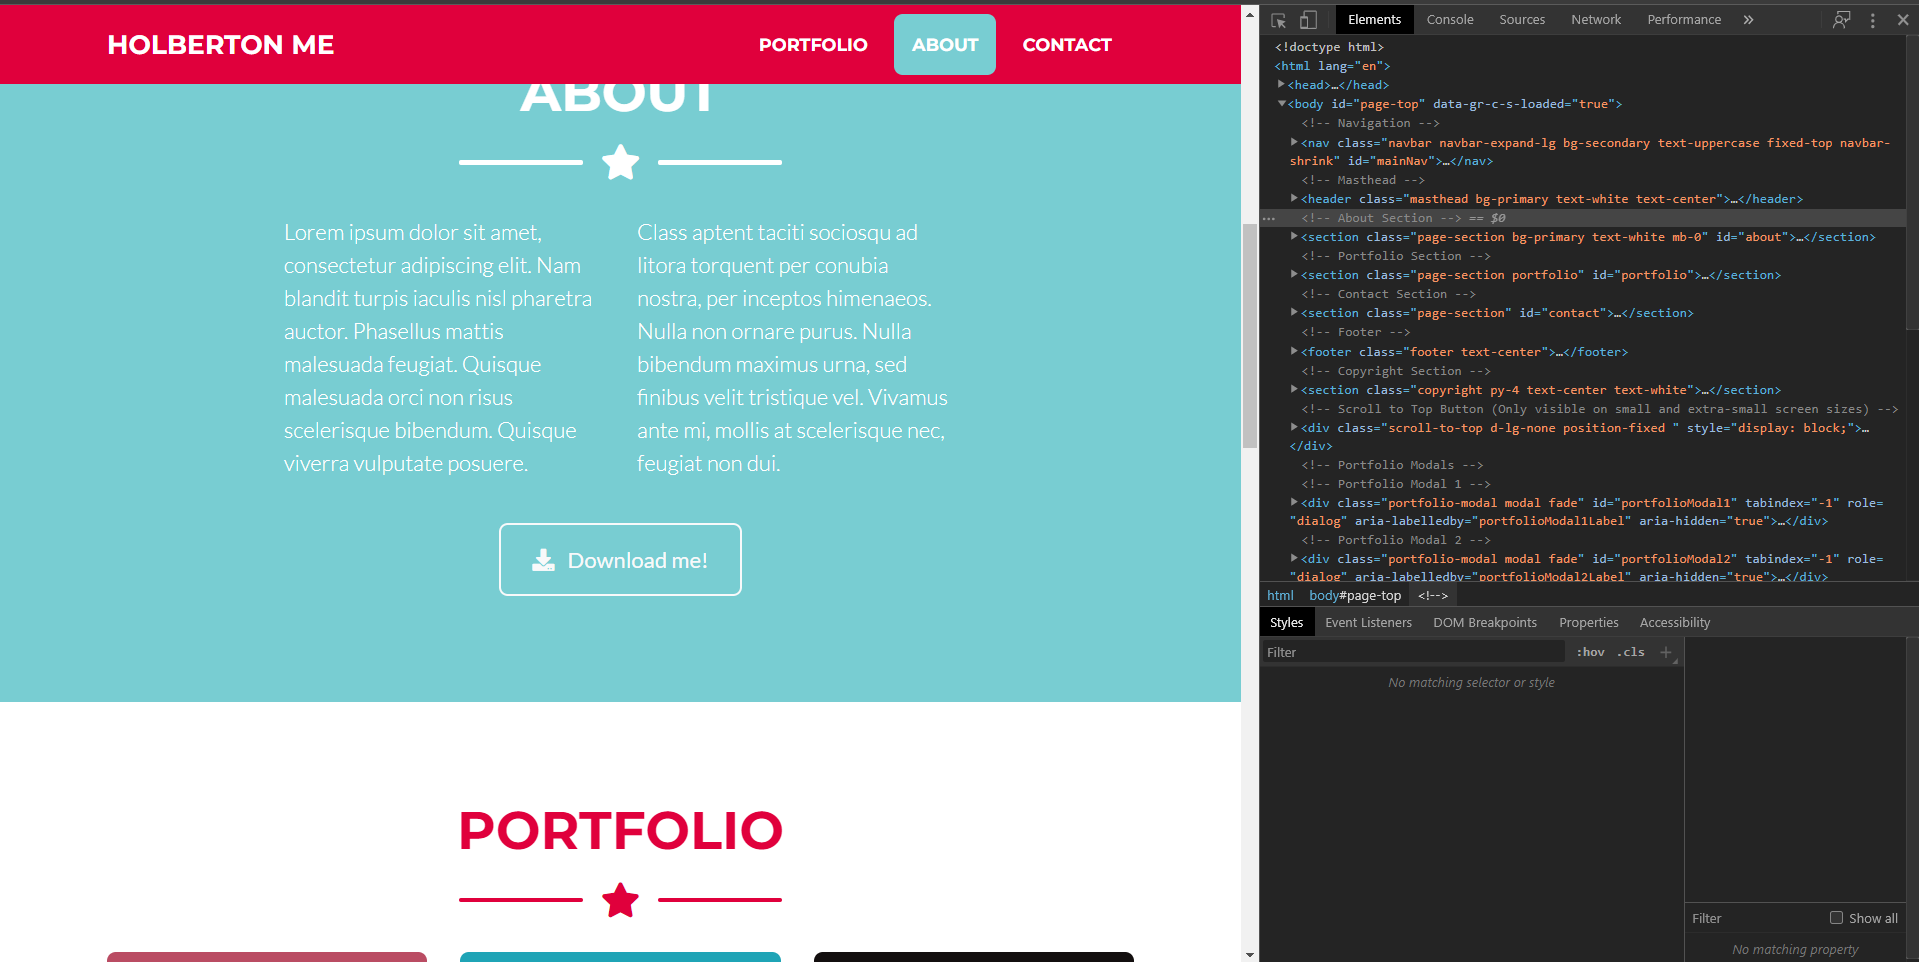 HOLBERTON ME
PORTFOLIO
ABOUT
CONTACT
ABOUT
Lorem ipsum dolor sit amet,
consectetur adipiscing elit. Nam
blandit turpis iaculis nisl pharetra
auctor. Phasellus mattis
malesuada feugiat. Quisque
malesuada orci non risus
scelerisque bibendum. Quisque
viverra vulputate posuere.
Class aptent taciti sociosqu ad
litora torquent per conubia
nostra, per inceptos himenaeos.
Nulla non ornare purus. Nulla
bibendum maximus urna, sed
finibus velit tristique vel. Vivamus
ante mi, mollis at scelerisque nec,
feugiat non dui.
Download me!
PORTFOLIO
Elements Console Sources Network Performance »
<!doctype html>
<html lang="en">
<head>…</head>
<body id="page-top" data-gr-c-s-loaded="true">
<!-- Navigation -->
<nav class="navbar navbar-expand-lg bg-secondary text-uppercase fixed-top navbar-
shrink" id="mainNav">…</nav>
<!-- Masthead -->
<header class="masthead bg-primary text-white text-center">…</header>
<!-- About Section --> == $0
<section class="page-section bg-primary text-white mb-0" id="about">…</section>
<!-- Portfolio Section -->
<section class="page-section portfolio" id="portfolio">…</section>
<!-- Contact Section -->
<section class="page-section" id="contact">…</section>
<!-- Footer -->
<footer class="footer text-center">…</footer>
<!-- Copyright Section -->
<section class="copyright py-4 text-center text-white">…</section>
<!-- Scroll to Top Button (Only visible on small and extra-small screen sizes) -->
<div class="scroll-to-top d-lg-none position-fixed " style="display: block;">…
</div>
<!-- Portfolio Modals -->
<!-- Portfolio Modal 1 -->
<div class="portfolio-modal modal fade" id="portfolioModal1" tabindex="-1" role=
"dialog" aria-labelledby="portfolioModal1Label" aria-hidden="true">…</div>
<!-- Portfolio Modal 2 -->
<div class="portfolio-modal modal fade" id="portfolioModal2" tabindex="-1" role=
"dialog" aria-labelledby="portfolioModal2Label" aria-hidden="true">…</div>
html body#page-top <!-->
Styles Event Listeners DOM Breakpoints Properties Accessibility
Filter :hov .cls +
No matching selector or style
Filter Show all
No matching property